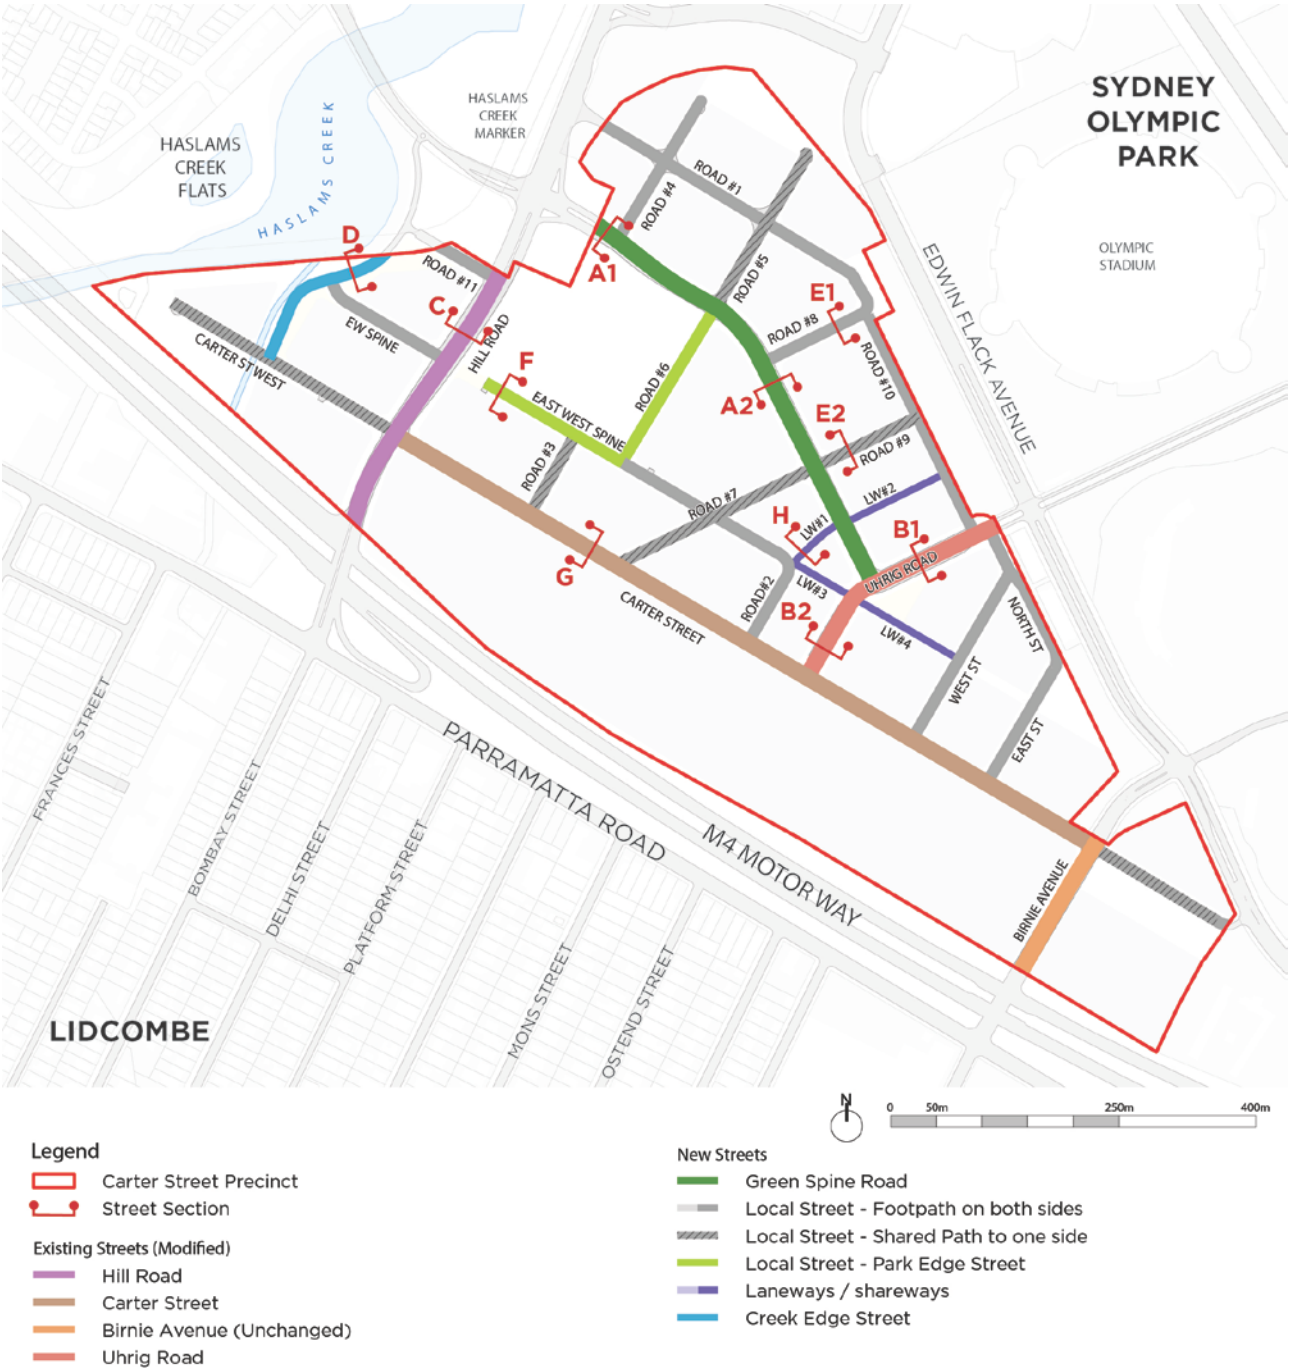 SYDNEY
OLYMPIC
PARK
HASLAMS
CREEK
MARKER
HASLAMS
CREEK
FLATS
HASLAMS CREEK
ROAD #1
ROAD #4
A1
ROAD #5
D
ROAD #11
C
EW SPINE
HILL ROAD
CARTER ST WEST
OLYMPIC
STADIUM
EDWIN FLACK AVENUE
E1
ROAD #8
ROAD #10
F
ROAD #6
EAST WEST SPINE
A2
E2
ROAD #9
ROAD #3
ROAD #7
LW#2
H
LW#1
B1
UHRIG ROAD
G
ROAD#2
LW#3
B2
LW#4
CARTER STREET
NORTH ST
WEST ST
EAST ST
FRANCES STREET
BOMBAY STREET
DELHI STREET
PLATFORM STREET
PARRAMATTA ROAD
M4 MOTORWAY
BIRNIE AVENUE
MONS STREET
OSTEND STREET
LIDCOMBE
N
0 50m 250m 400m
Legend
Carter Street Precinct
Street Section
Existing Streets (Modified)
Hill Road
Carter Street
Birnie Avenue (Unchanged)
Uhrig Road
New Streets
Green Spine Road
Local Street - Footpath on both sides
Local Street - Shared Path to one side
Local Street - Park Edge Street
Laneways / shareways
Creek Edge Street